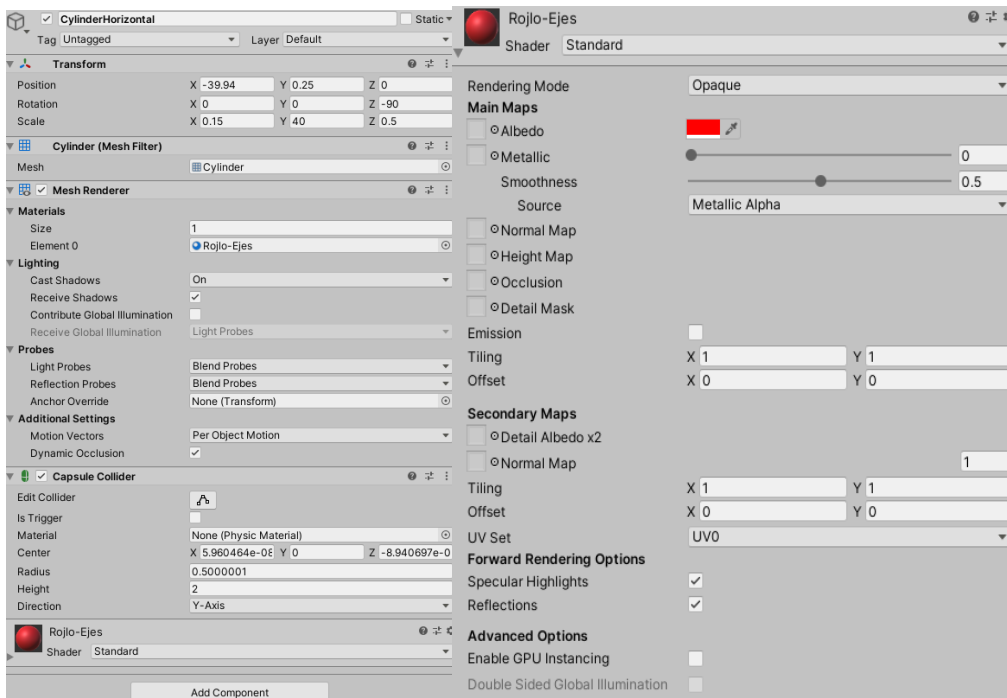 CylinderHorizontal Static
Tag Untagged Layer Default
Transform
Position X -39.94 Y 0.25 Z 0
Rotation X 0 Y 0 Z -90
Scale X 0.15 Y 40 Z 0.5
Cylinder (Mesh Filter)
Mesh Cylinder
Mesh Renderer
Materials
Size 1
Element 0 Rojlo-Ejes
Lighting
Cast Shadows On
Receive Shadows
Contribute Global Illumination
Receive Global Illumination Light Probes
Probes
Light Probes Blend Probes
Reflection Probes Blend Probes
Anchor Override None (Transform)
Additional Settings
Motion Vectors Per Object Motion
Dynamic Occlusion
Capsule Collider
Edit Collider
Is Trigger
Material None (Physic Material)
Center X 5.960464e-08 Y 0 Z -8.940697e-0
Radius 0.5000001
Height 2
Direction Y-Axis
Rojlo-Ejes
Shader Standard
Add Component
Rojlo-Ejes
Shader Standard
Rendering Mode Opaque
Main Maps
Albedo
Metallic 0
Smoothness 0.5
Source Metallic Alpha
Normal Map
Height Map
Occlusion
Detail Mask
Emission
Tiling X 1 Y 1
Offset X 0 Y 0
Secondary Maps
Detail Albedo x2
Normal Map 1
Tiling X 1 Y 1
Offset X 0 Y 0
UV Set UV0
Forward Rendering Options
Specular Highlights
Reflections
Advanced Options
Enable GPU Instancing
Double Sided Global Illumination